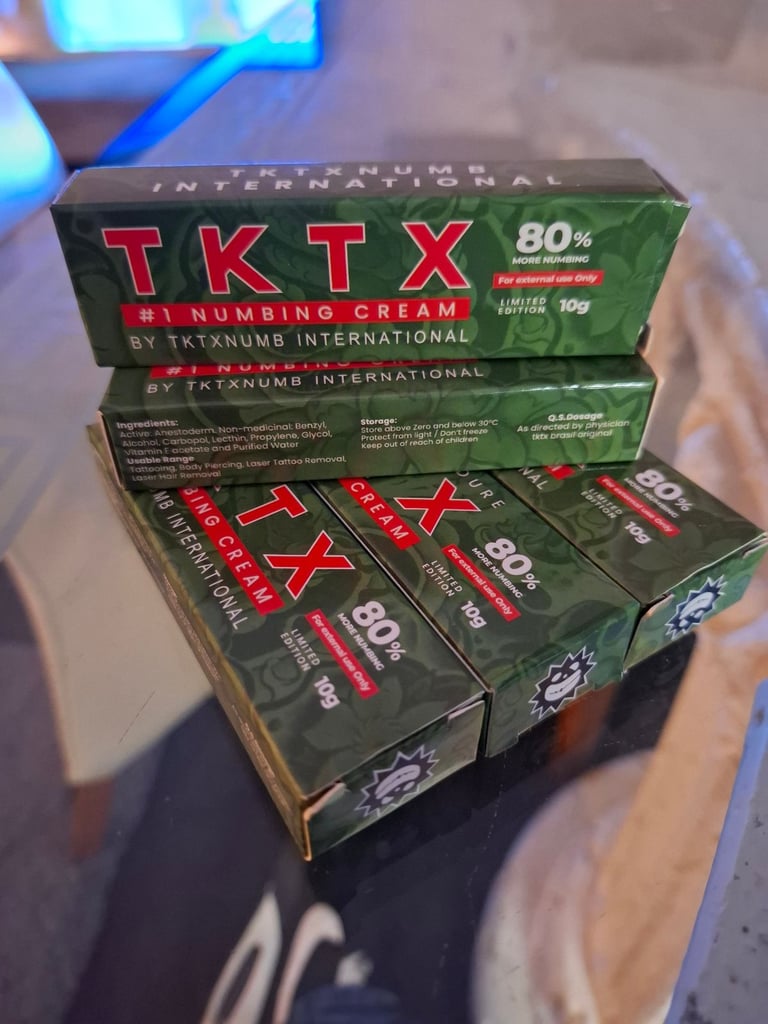 TKTXNUMB
INTERNATIONAL
TKTX
80%
MORE NUMBING
For external use Only
#1 NUMBING CREAM
LIMITED
EDITION
10g
BY TKTXNUMB INTERNATIONAL
#1 NUMBING CREAM
BY TKTXNUMB INTERNATIONAL
Ingredients:
Active: Anestoderm, Non-medicinal: Benzyl,
Alcohol, Carbopol, Lecthin, Propylene, Glycol,
Vitamin E acetate and Purified Water
Usable Range
Tattooing, Body Piercing, Laser Tattoo Removal,
Laser Hair Removal
Storage:
Store above Zero and below 30°C
Protect fram light / Don't freeze
Keep out of reach of children
Q.S.Dosage
As directed by physician
tktx brasil original
TX
BING CREAM
MB INTERNATIONAL
80%
MORE NUMBING
For external use Only
LIMITED
EDITION
10g
X
CREAM
80%
MORE NUMBING
For external use Only
LIMITED
EDITION
10g
NAL
80%
MORE NUMBING
For external use Only
LIMITED
EDITION
10g